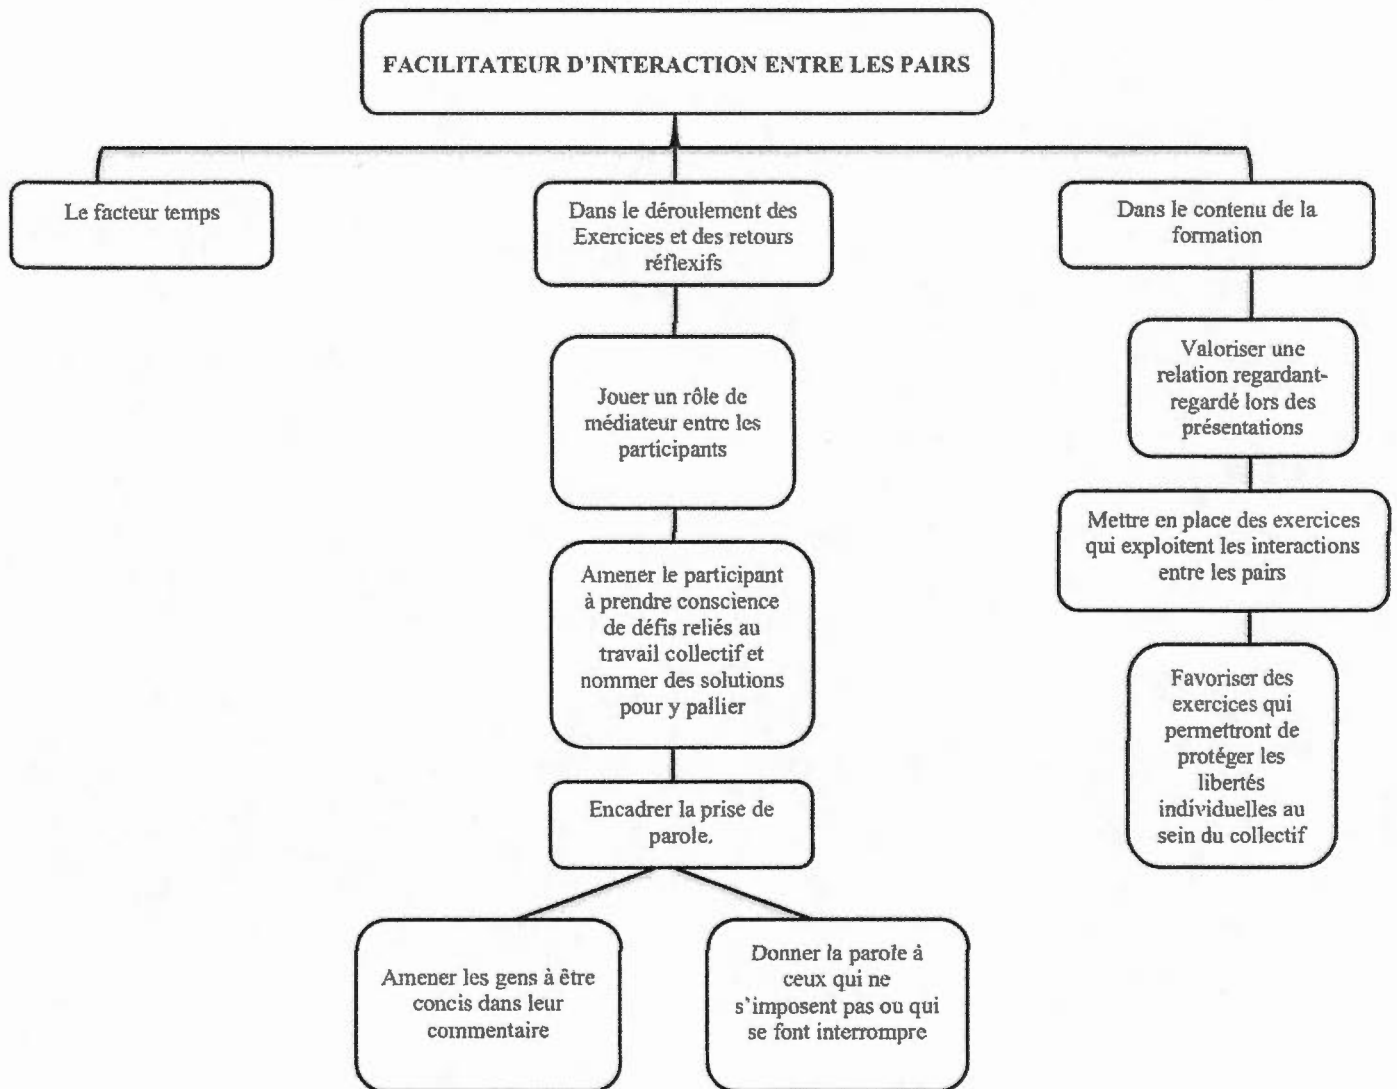 FACILITATEUR D'INTERACTION ENTRE LES PAIRS
Le facteur temps
Dans le déroulement des
Exercices et des retours
réflexifs
Jouer un rôle de
médiateur entre les
participants
Amener le participant
à prendre conscience
de défis reliés au
travail collectif et
nommer des solutions
pour y pallier
Encadrer la prise de
parole.
Amener les gens à être
concis dans leur
commentaire
Donner la parole à
ceux qui ne
s'imposent pas ou qui
se font interrompre
Dans le contenu de la
formation
Valoriser une
relation regardant-
regardé lors des
présentations
Mettre en place des exercices
qui exploitent les interactions
entre les pairs
Favoriser des
exercices qui
permettront de
protéger les
libertés
individuelles au
sein du collectif